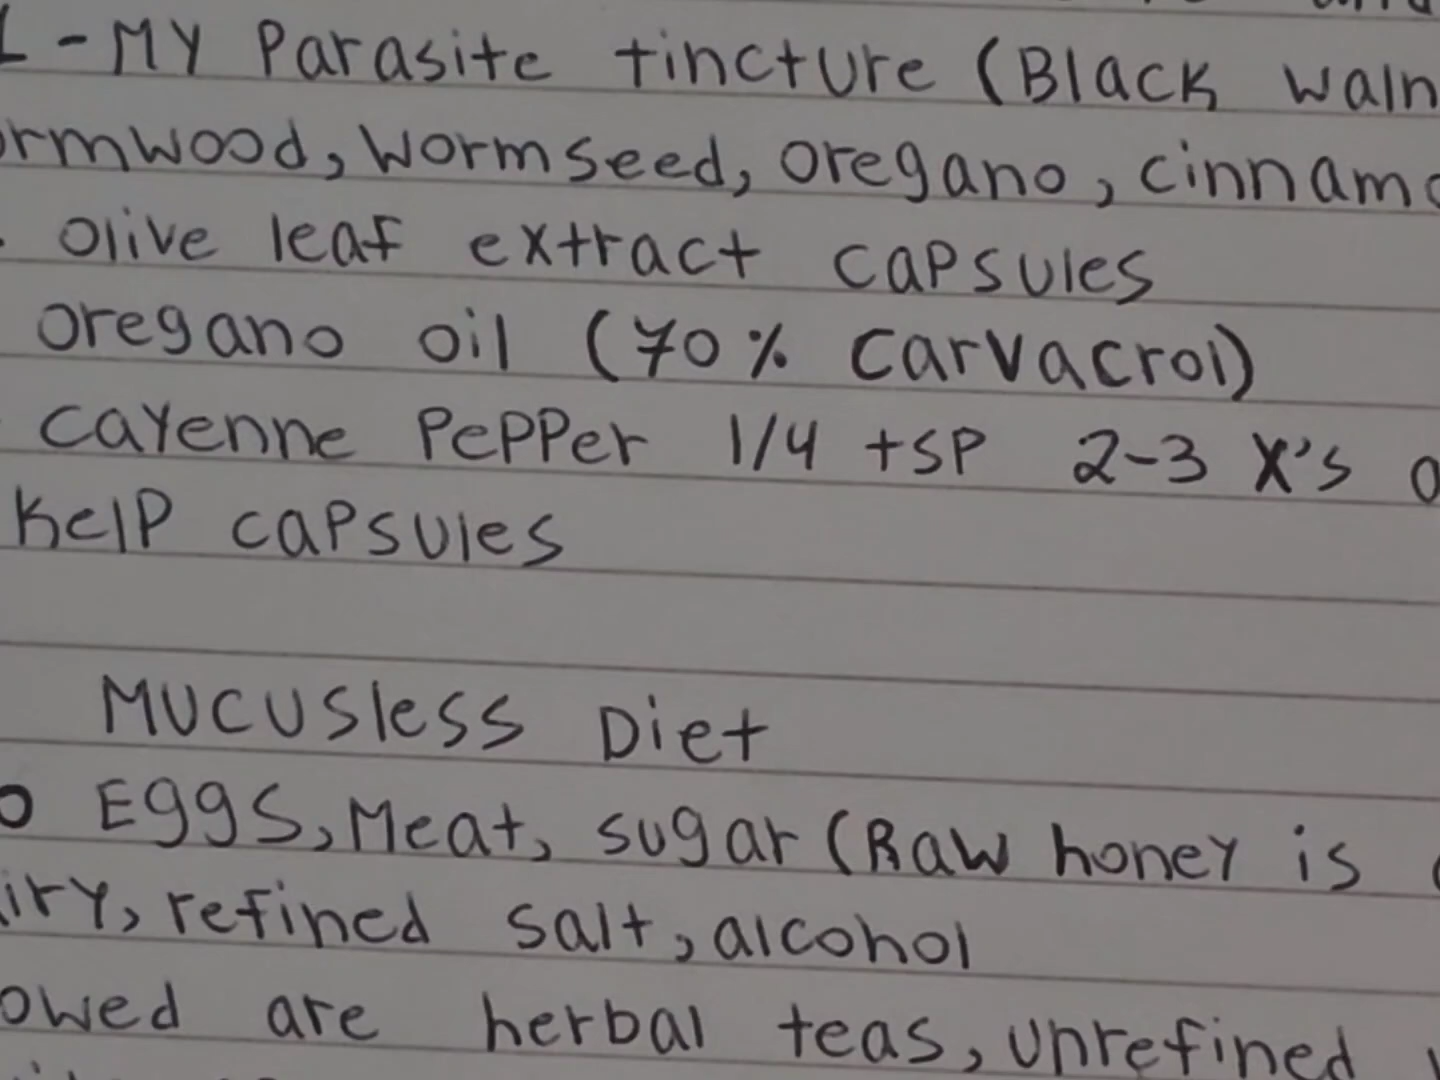 1 - MY Parasite tincture (Black waln
ormwood, wormseed, oregano, cinnamo
. olive leaf extract capsules
oregano oil (70% carvacrol)
cayenne Pepper 1/4 tsp 2-3 x's a
Kelp capsules
MUCUSless Diet
o Eggs, Meat, sugar (Raw honey is
iry, refined salt, alcohol
owed are herbal teas, unrefined